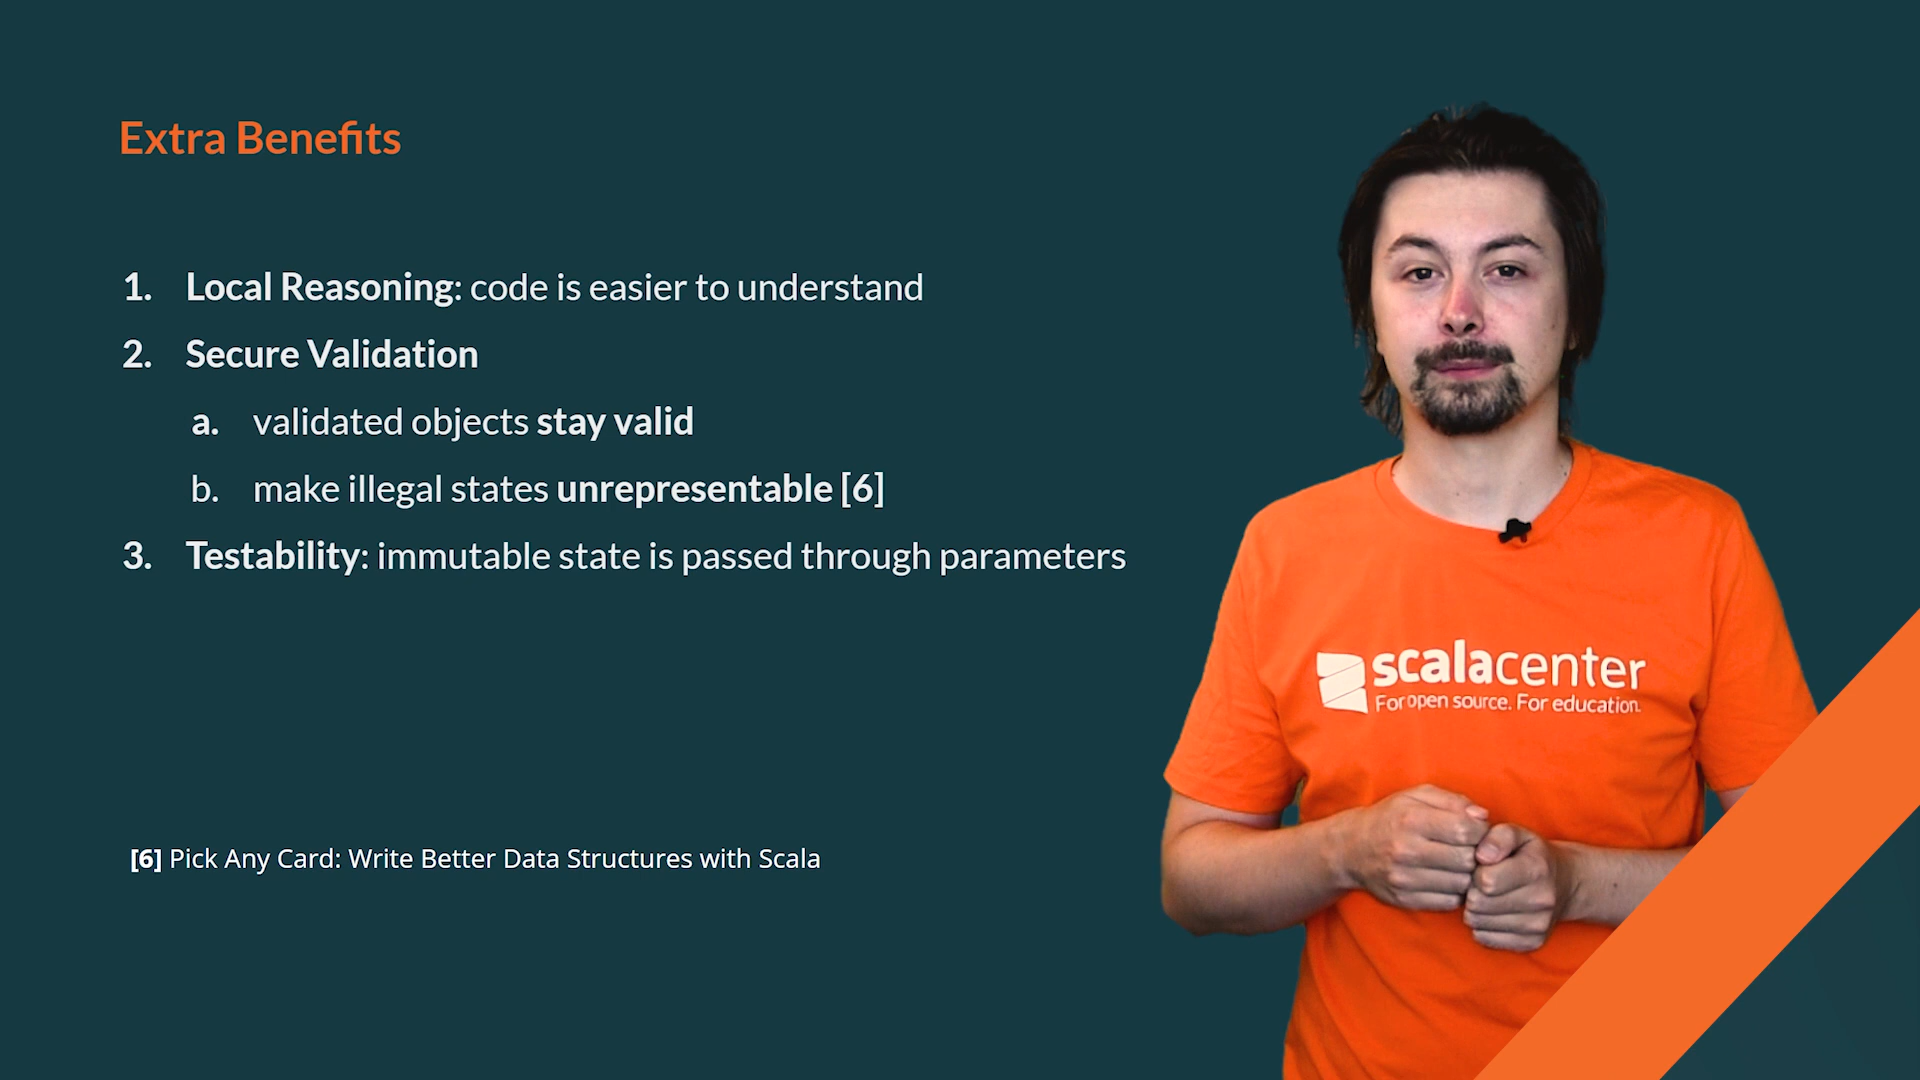 Extra Benefits
1. Local Reasoning: code is easier to understand
2. Secure Validation
a. validated objects stay valid
b. make illegal states unrepresentable [6]
3. Testability: immutable state is passed through parameters
scalacenter
For open source. For education.
[6] Pick Any Card: Write Better Data Structures with Scala